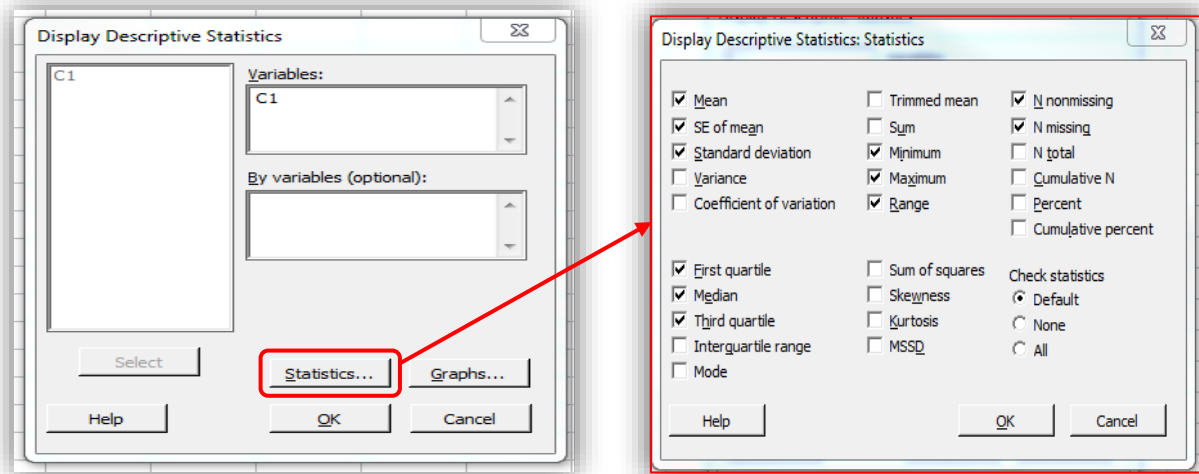 Display Descriptive Statistics
C1
Variables:
C1
By variables (optional):
Select
Statistics...
Graphs...
Help
OK
Cancel
Display Descriptive Statistics: Statistics
Mean
Trimmed mean
N nonmissing
SE of mean
Sum
N missing
Standard deviation
Minimum
N total
Variance
Maximum
Cumulative N
Coefficient of variation
Range
Percent
Cumulative percent
First quartile
Sum of squares
Check statistics
Median
Skewness
Default
Third quartile
Kurtosis
None
Interquartile range
MSSD
All
Mode
Help
OK
Cancel